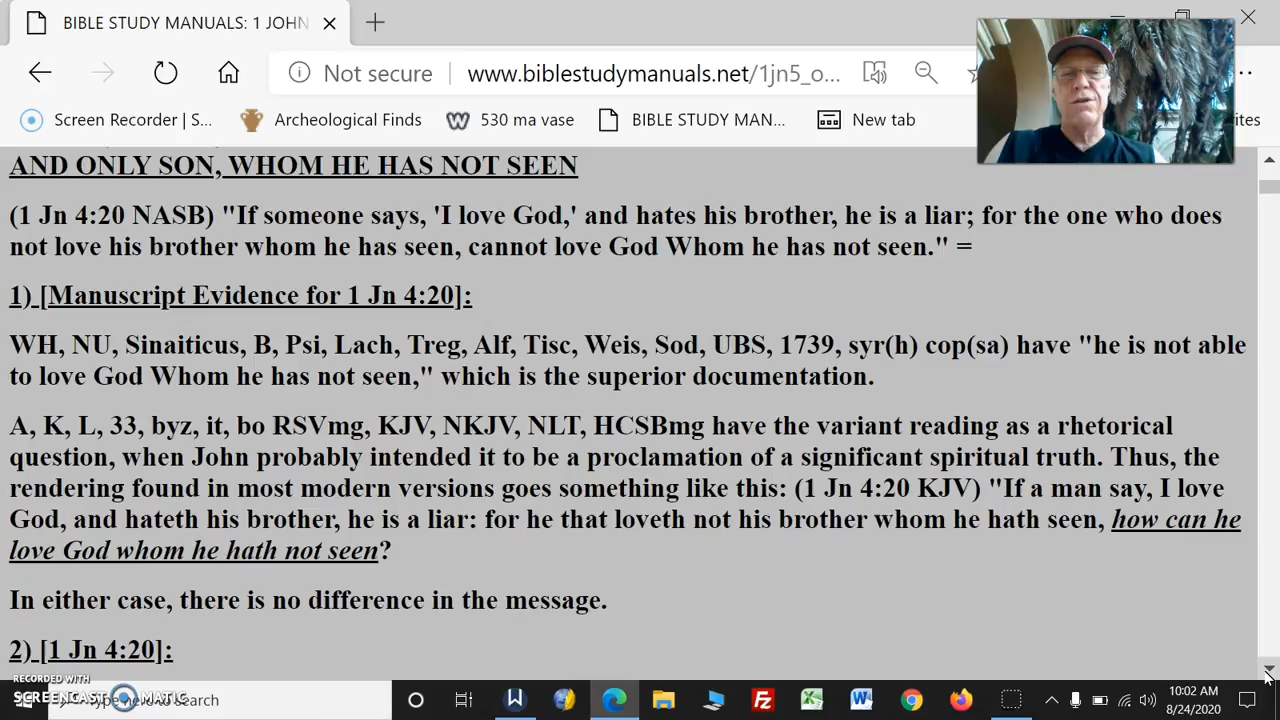 BIBLE STUDY MANUALS: 1 JOHN
Not secure www.biblestudymanuals.net/1jn5_o...
Screen Recorder | S... Archeological Finds 530 ma vase BIBLE STUDY MAN... New tab
AND ONLY SON, WHOM HE HAS NOT SEEN
(1 Jn 4:20 NASB) "If someone says, 'I love God,' and hates his brother, he is a liar; for the one who does
not love his brother whom he has seen, cannot love God Whom he has not seen." =
1) [Manuscript Evidence for 1 Jn 4:20]:
WH, NU, Sinaiticus, B, Psi, Lach, Treg, Alf, Tisc, Weis, Sod, UBS, 1739, syr(h) cop(sa) have "he is not able
to love God Whom he has not seen," which is the superior documentation.
A, K, L, 33, byz, it, bo RSVmg, KJV, NKJV, NLT, HCSBmg have the variant reading as a rhetorical
question, when John probably intended it to be a proclamation of a significant spiritual truth. Thus, the
rendering found in most modern versions goes something like this: (1 Jn 4:20 KJV) "If a man say, I love
God, and hateth his brother, he is a liar: for he that loveth not his brother whom he hath seen, how can he
love God whom he hath not seen?
In either case, there is no difference in the message.
2) [1 Jn 4:20]:
RECORDED WITH
SCREENCAST MATIC
Type here to search
10:02 AM
8/24/2020